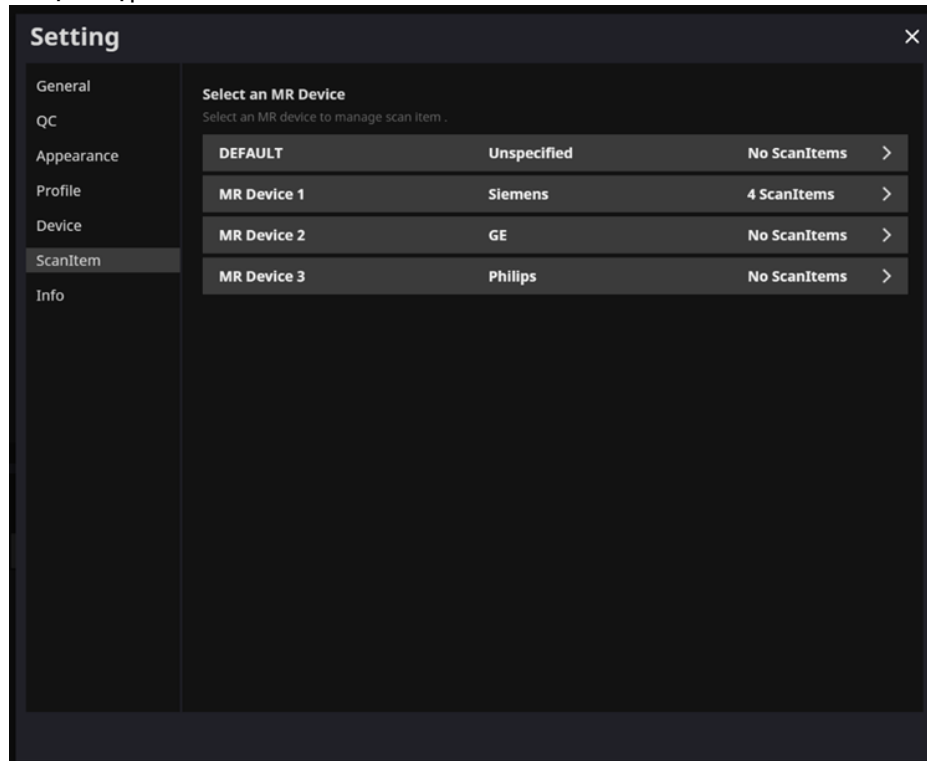 Setting
General
QC
Appearance
Profile
Device
ScanItem
Info
Select an MR Device
Select an MR device to manage scan item .
DEFAULT Unspecified No ScanItems
MR Device 1 Siemens 4 ScanItems
MR Device 2 GE No ScanItems
MR Device 3 Philips No ScanItems